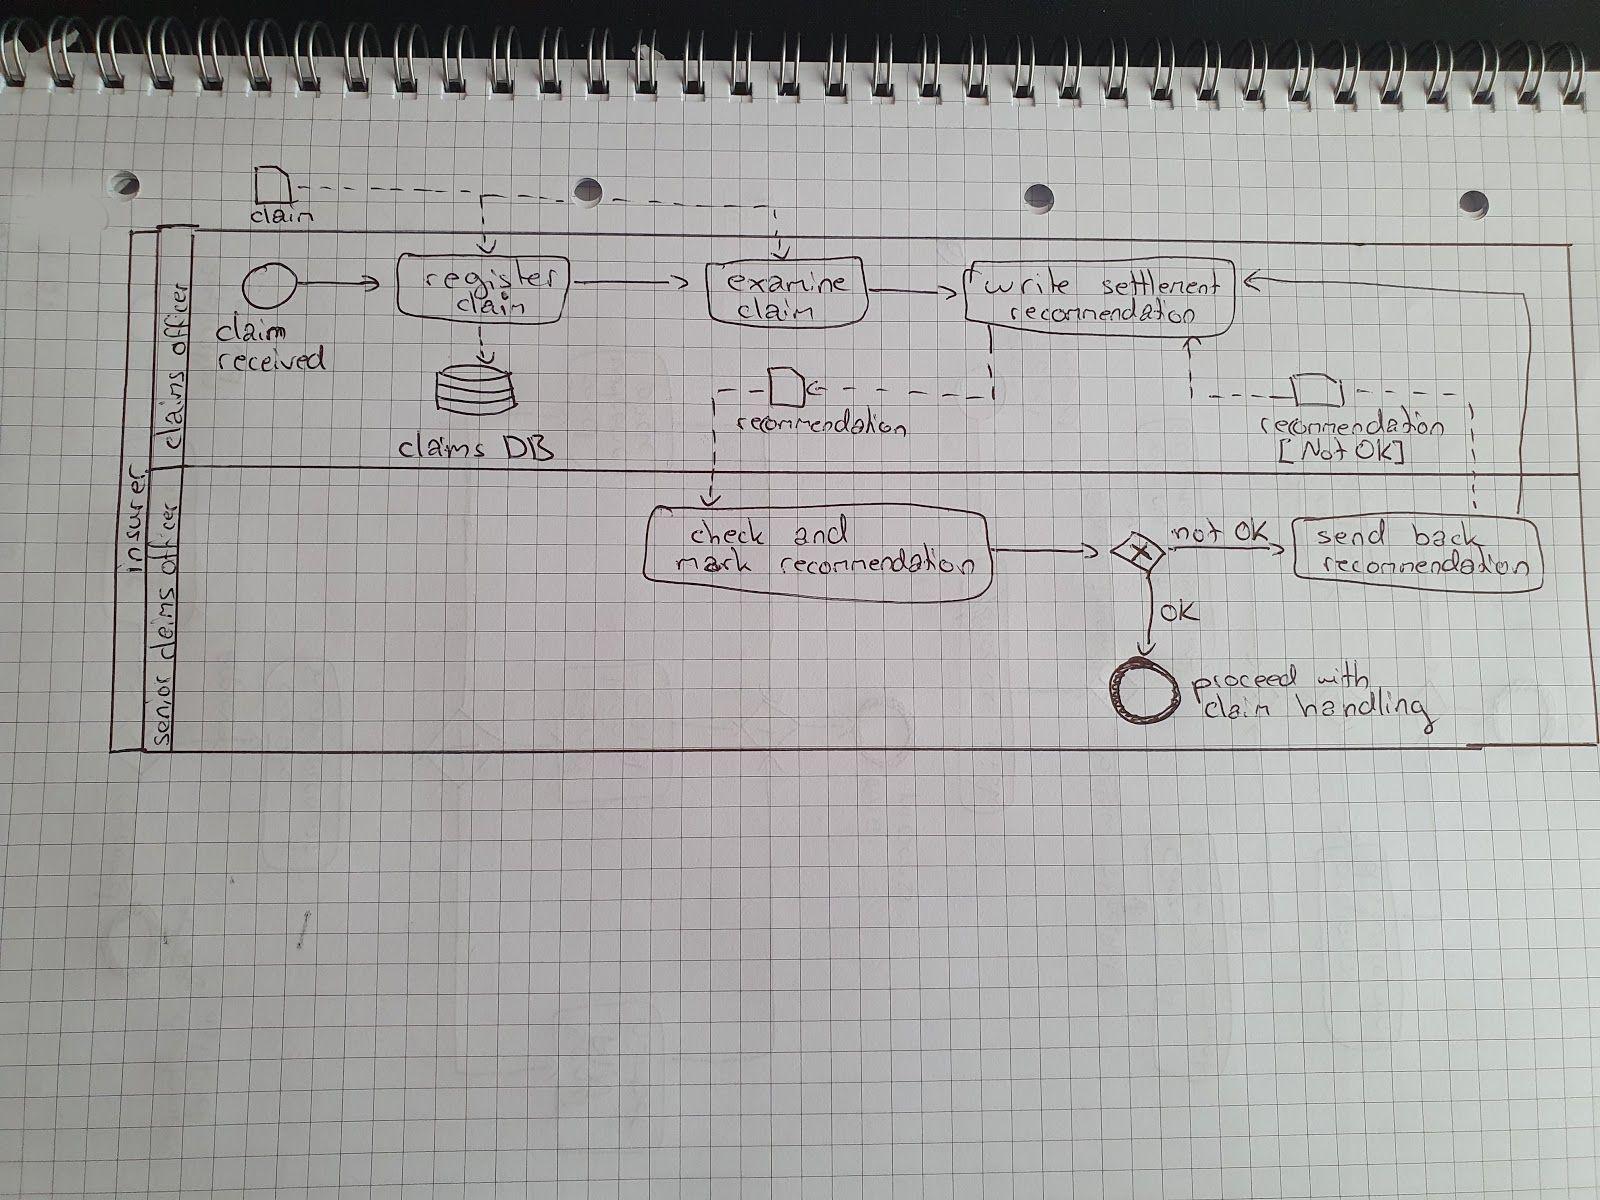 claim
insurer
claims officer
register
claim
examine
claim
write settlement
recommendation
claim
received
claims DB
recommendation
recommendation
[Not OK]
senior claims officer
check and
mark recommendation
not OK
send back
recommendation
OK
proceed with
claim handling